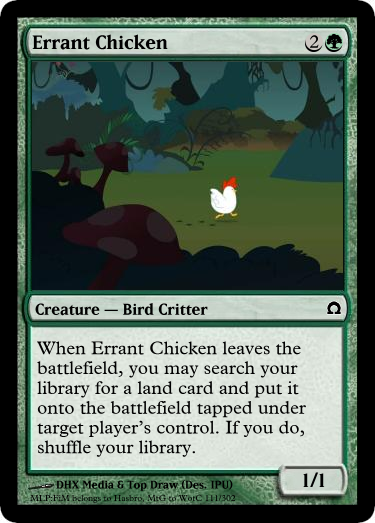 Errant Chicken 2
Creature — Bird Critter Ω
When Errant Chicken leaves the
battlefield, you may search your
library for a land card and put it
onto the battlefield tapped under
target player's control. If you do,
shuffle your library.
1/1
DHX Media & Top Draw (Des. IPU)
MLP:FiM belongs to Hasbro, MtG to WotC 111/302